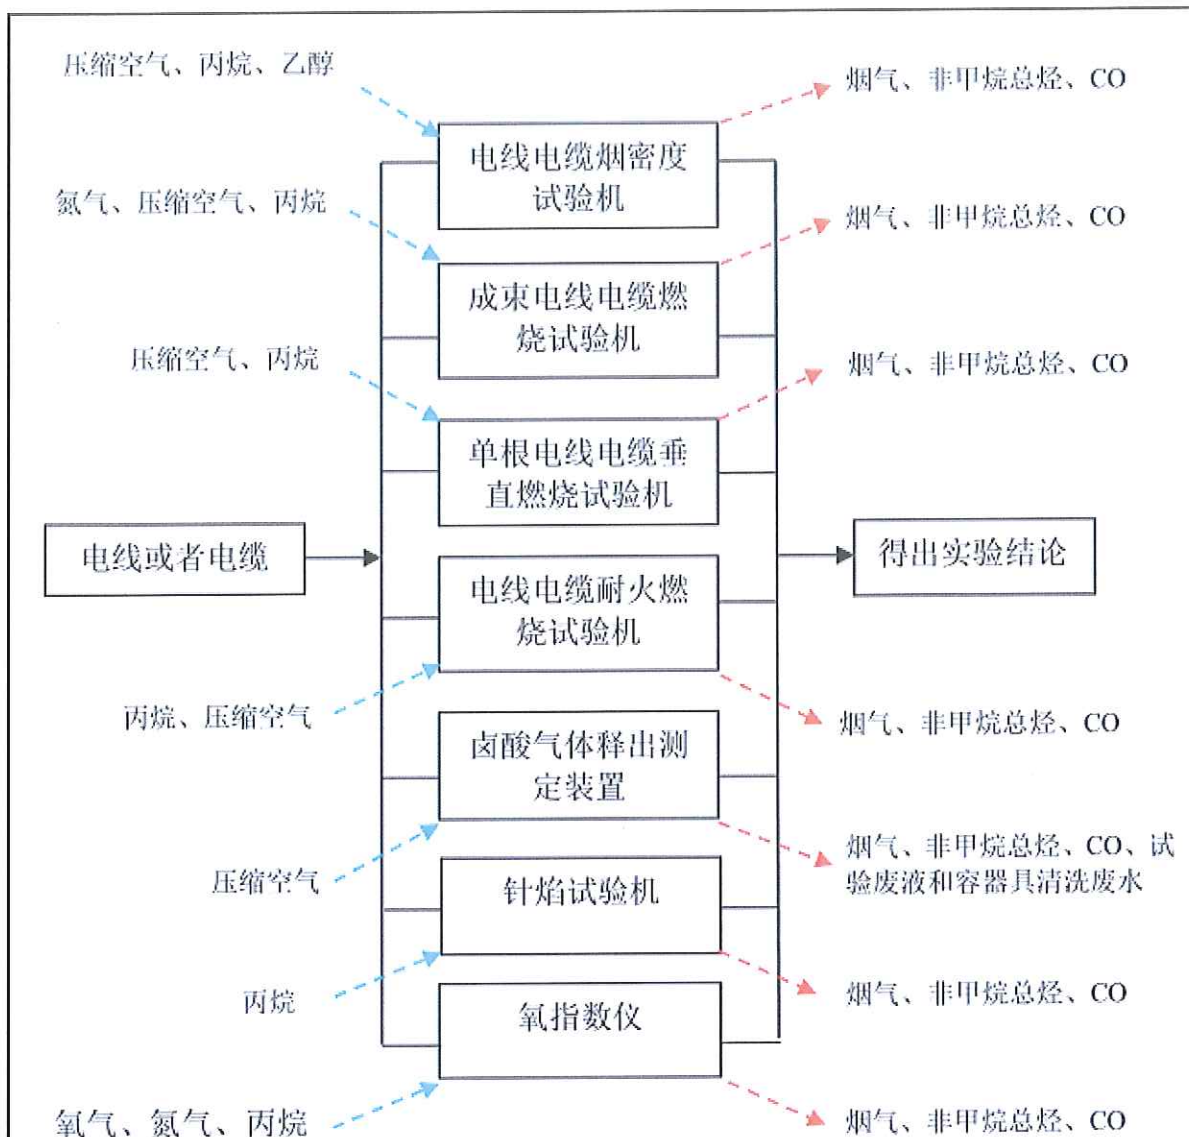 压缩空气、丙烷、乙醇
烟气、非甲烷总烃、CO
电线电缆烟密度
试验机
氮气、压缩空气、丙烷
烟气、非甲烷总烃、CO
成束电线电缆燃
烧试验机
压缩空气、丙烷
烟气、非甲烷总烃、CO
单根电线电缆垂
直燃烧试验机
电线或者电缆
得出实验结论
电线电缆耐火燃
烧试验机
丙烷、压缩空气
烟气、非甲烷总烃、CO
卤酸气体释出测
定装置
压缩空气
烟气、非甲烷总烃、CO、试
验废液和容器具清洗废水
针焰试验机
丙烷
烟气、非甲烷总烃、CO
氧指数仪
氧气、氮气、丙烷
烟气、非甲烷总烃、CO